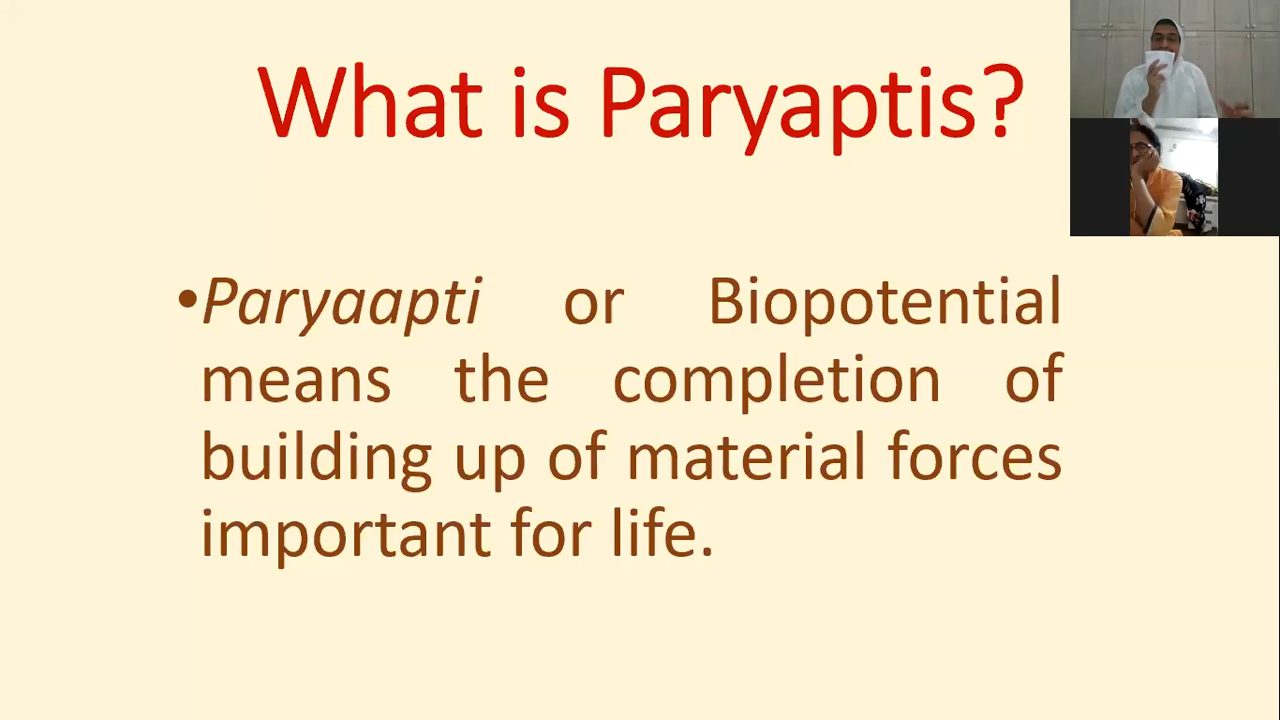 What is Paryaptis?
•Paryaapti or Biopotential
means the completion of
building up of material forces
important for life.